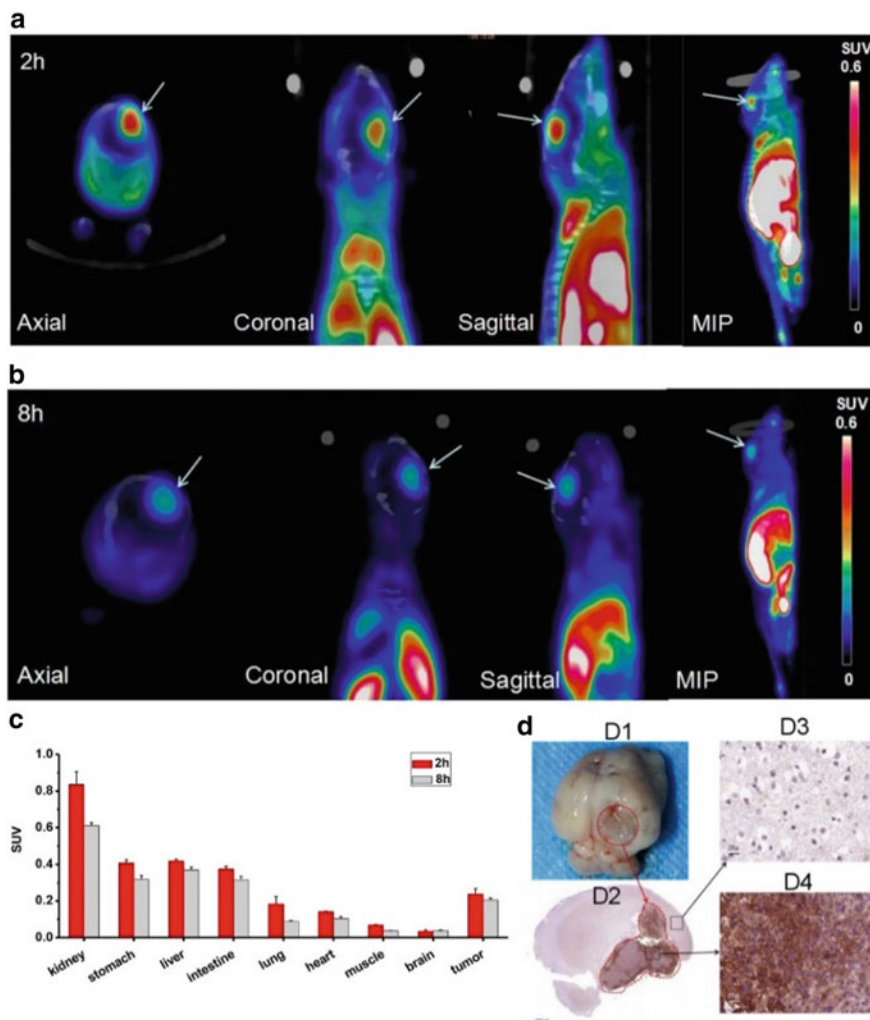 a
2h
SUV
0.6
0
Axial
Coronal
Sagittal
MIP
b
8h
SUV
0.6
0
Axial
Coronal
Sagittal
MIP
c
1.0
0.8
0.6
0.4
0.2
0.0
SUV
2h
8h
kidney
stomach
liver
intestine
lung
heart
muscle
brain
tumor
d
D1
D2
D3
D4